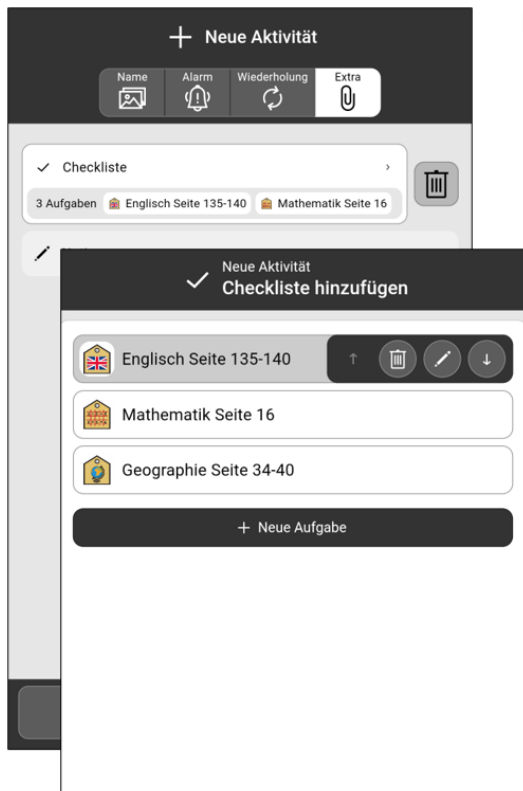 Neue Aktivität
Name Alarm Wiederholung Extra
Checkliste
3 Aufgaben Englisch Seite 135-140 Mathematik Seite 16
Neue Aktivität
Checkliste hinzufügen
Englisch Seite 135-140
Mathematik Seite 16
Geographie Seite 34-40
+ Neue Aufgabe